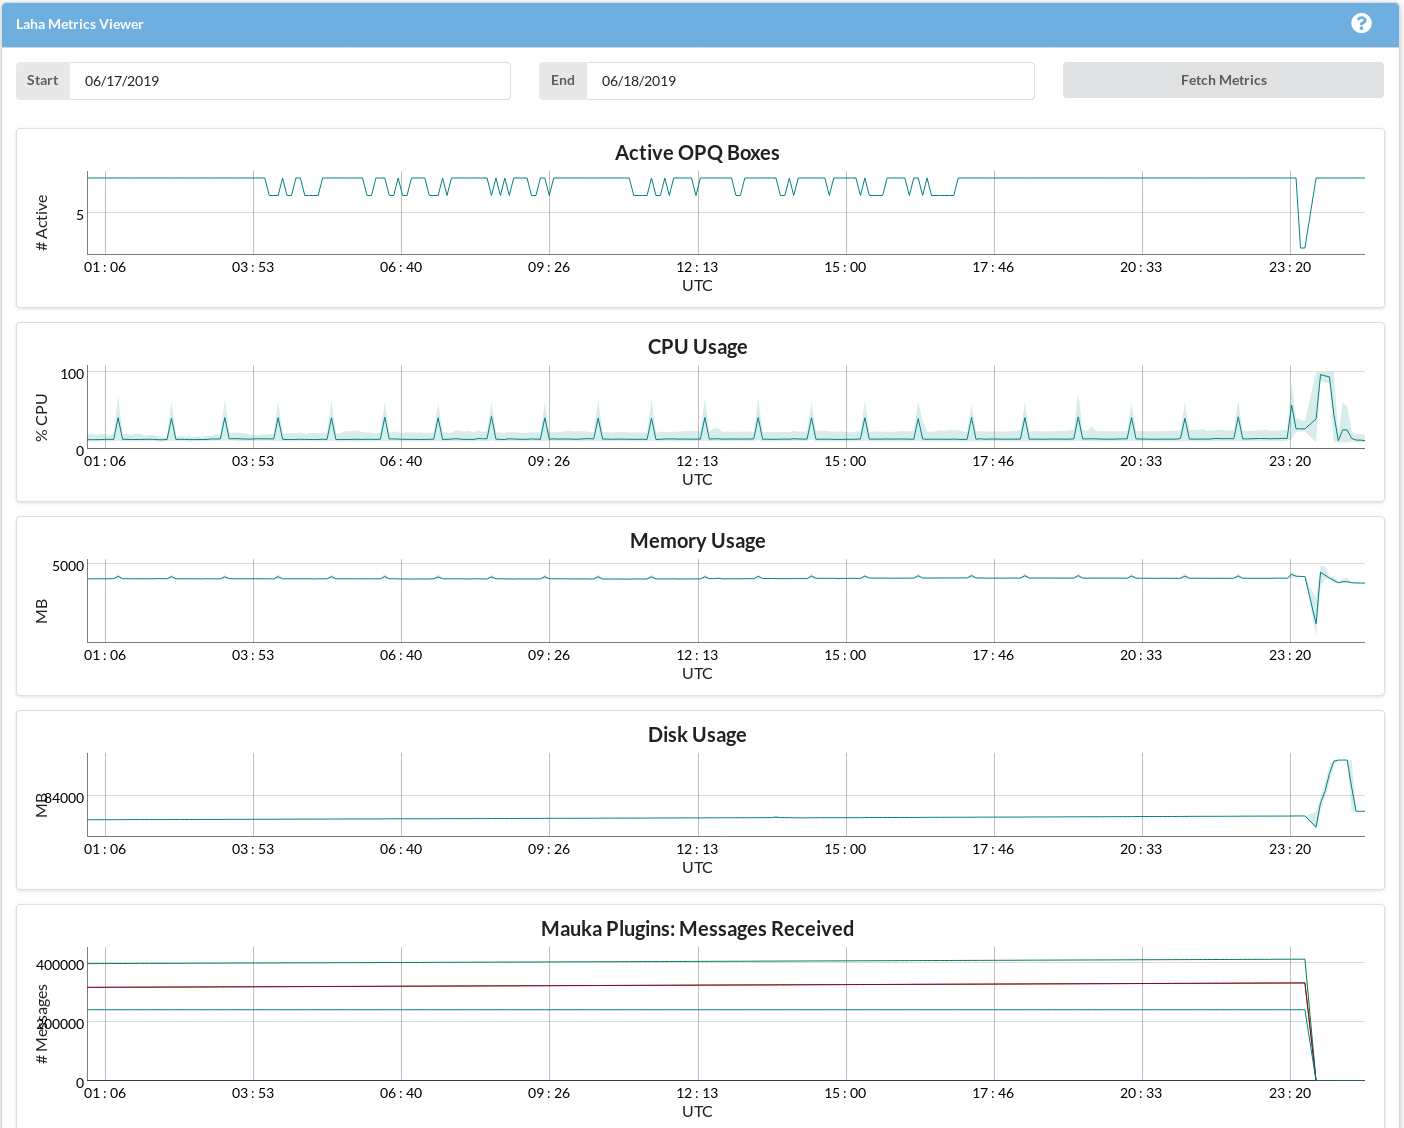 Laha Metrics Viewer
?
Start 06/17/2019 End 06/18/2019 Fetch Metrics
Active OPQ Boxes
# Active
5
01 : 06 03 : 53 06 : 40 09 : 26 12 : 13 15 : 00 17 : 46 20 : 33 23 : 20
UTC
CPU Usage
% CPU
100
0
01 : 06 03 : 53 06 : 40 09 : 26 12 : 13 15 : 00 17 : 46 20 : 33 23 : 20
UTC
Memory Usage
MB
5000
01 : 06 03 : 53 06 : 40 09 : 26 12 : 13 15 : 00 17 : 46 20 : 33 23 : 20
UTC
Disk Usage
MB
84000
01 : 06 03 : 53 06 : 40 09 : 26 12 : 13 15 : 00 17 : 46 20 : 33 23 : 20
UTC
Mauka Plugins: Messages Received
# Messages
400000
200000
0
01 : 06 03 : 53 06 : 40 09 : 26 12 : 13 15 : 00 17 : 46 20 : 33 23 : 20
UTC